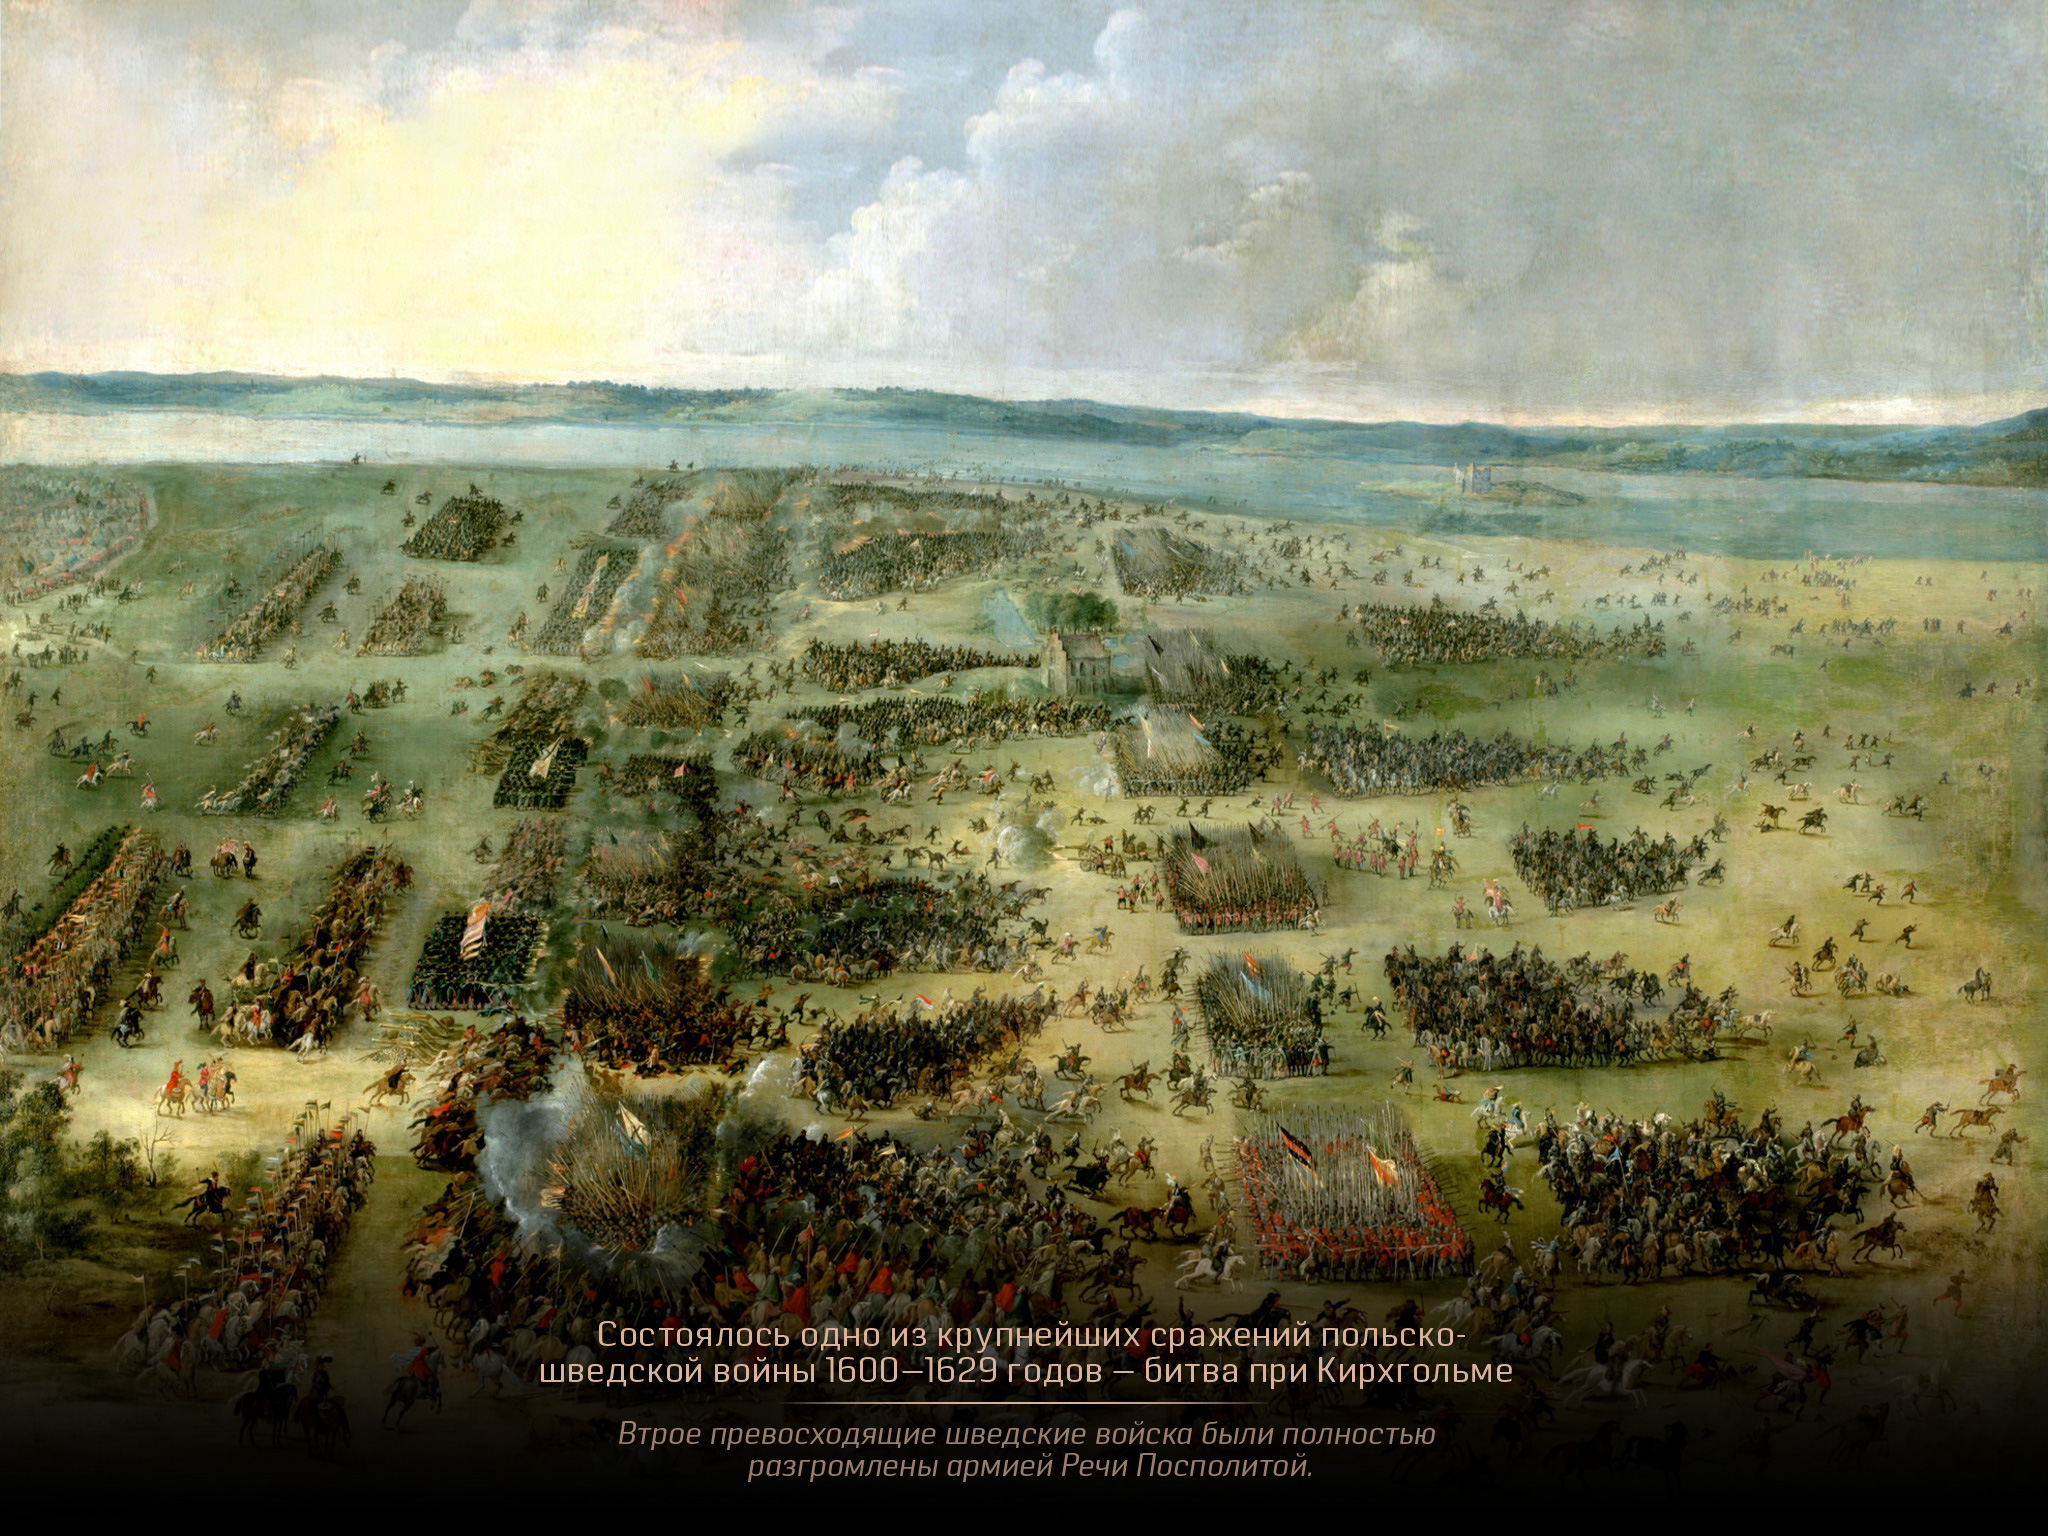 Состоялось одно из крупнейших сражений польско-
шведской войны 1600—1629 годов — битва при Кирхгольме
Втрое превосходящие шведские войска были полностью
разгромлены армией Речи Посполитой.